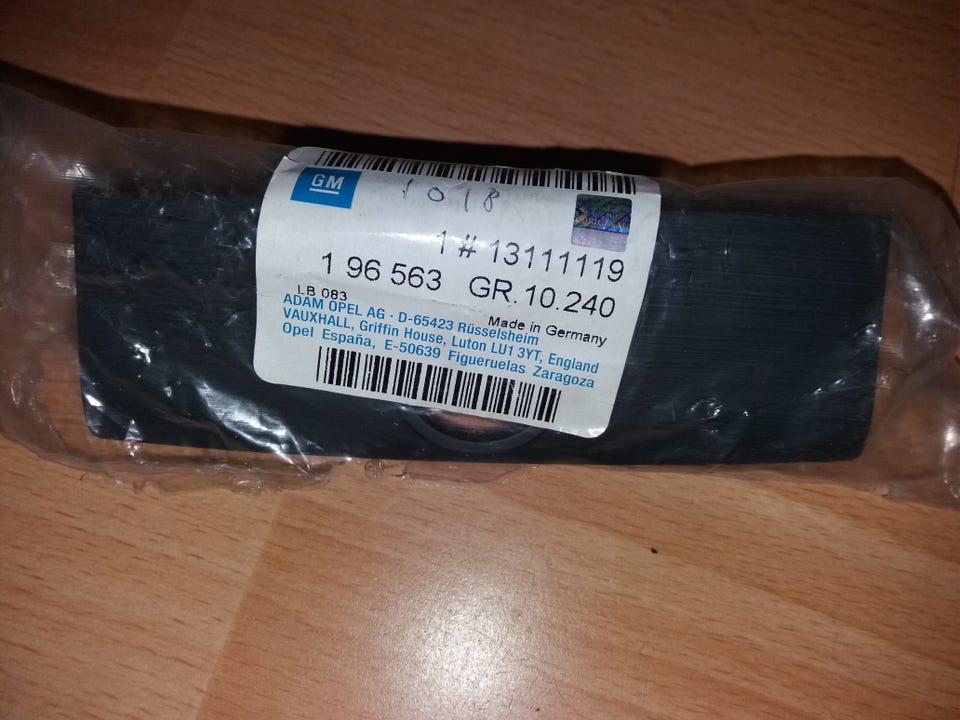 GM
1018
ORIGINAL
1 # 13111119
1 96 563 GR.10.240
LB 083
Made in Germany
ADAM OPEL AG · D-65423 Rüsselsheim
VAUXHALL, Griffin House, Luton LU1 3YT, England
Opel España, E-50639 Figueruelas Zaragoza